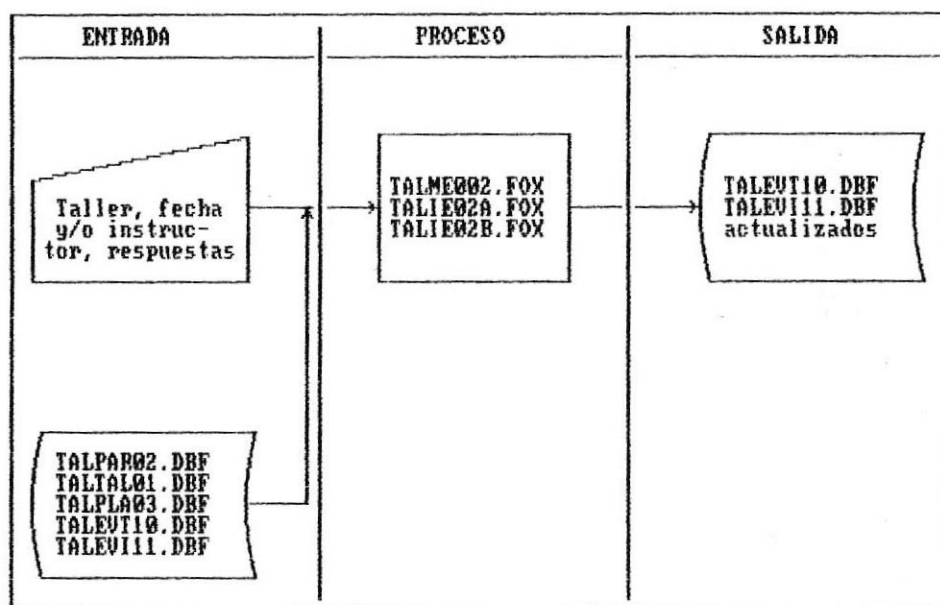 ENTRADA
PROCESO
SALIDA
Taller, fecha
y/o instruc-
tor, respuestas
TALPAR02.DBF
TALTAL01.DBF
TALPLA03.DBF
TALEVT10.DBF
TALEVI11.DBF
TALME002.FOX
TALIE02A.FOX
TALIE02B.FOX
TALEVT10.DBF
TALEVI11.DBF
actualizados